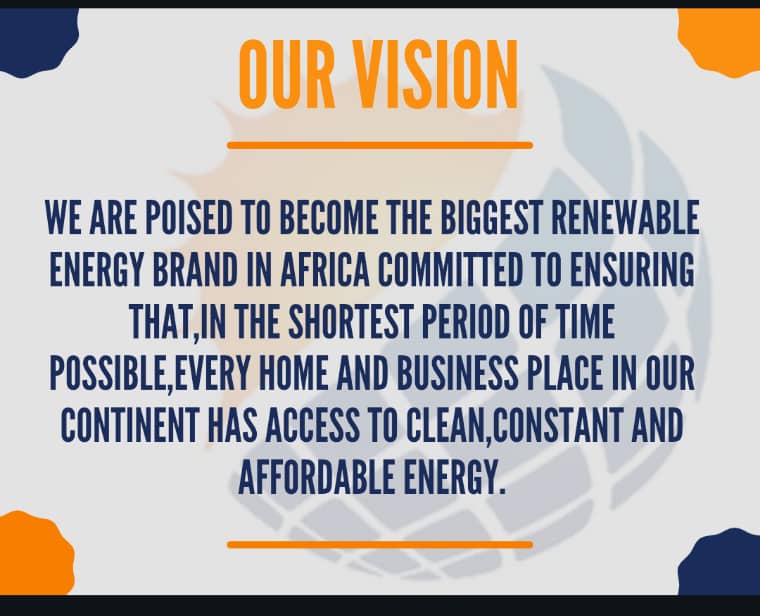 OUR VISION
WE ARE POISED TO BECOME THE BIGGEST RENEWABLE
ENERGY BRAND IN AFRICA COMMITTED TO ENSURING
THAT,IN THE SHORTEST PERIOD OF TIME
POSSIBLE,EVERY HOME AND BUSINESS PLACE IN OUR
CONTINENT HAS ACCESS TO CLEAN,CONSTANT AND
AFFORDABLE ENERGY.